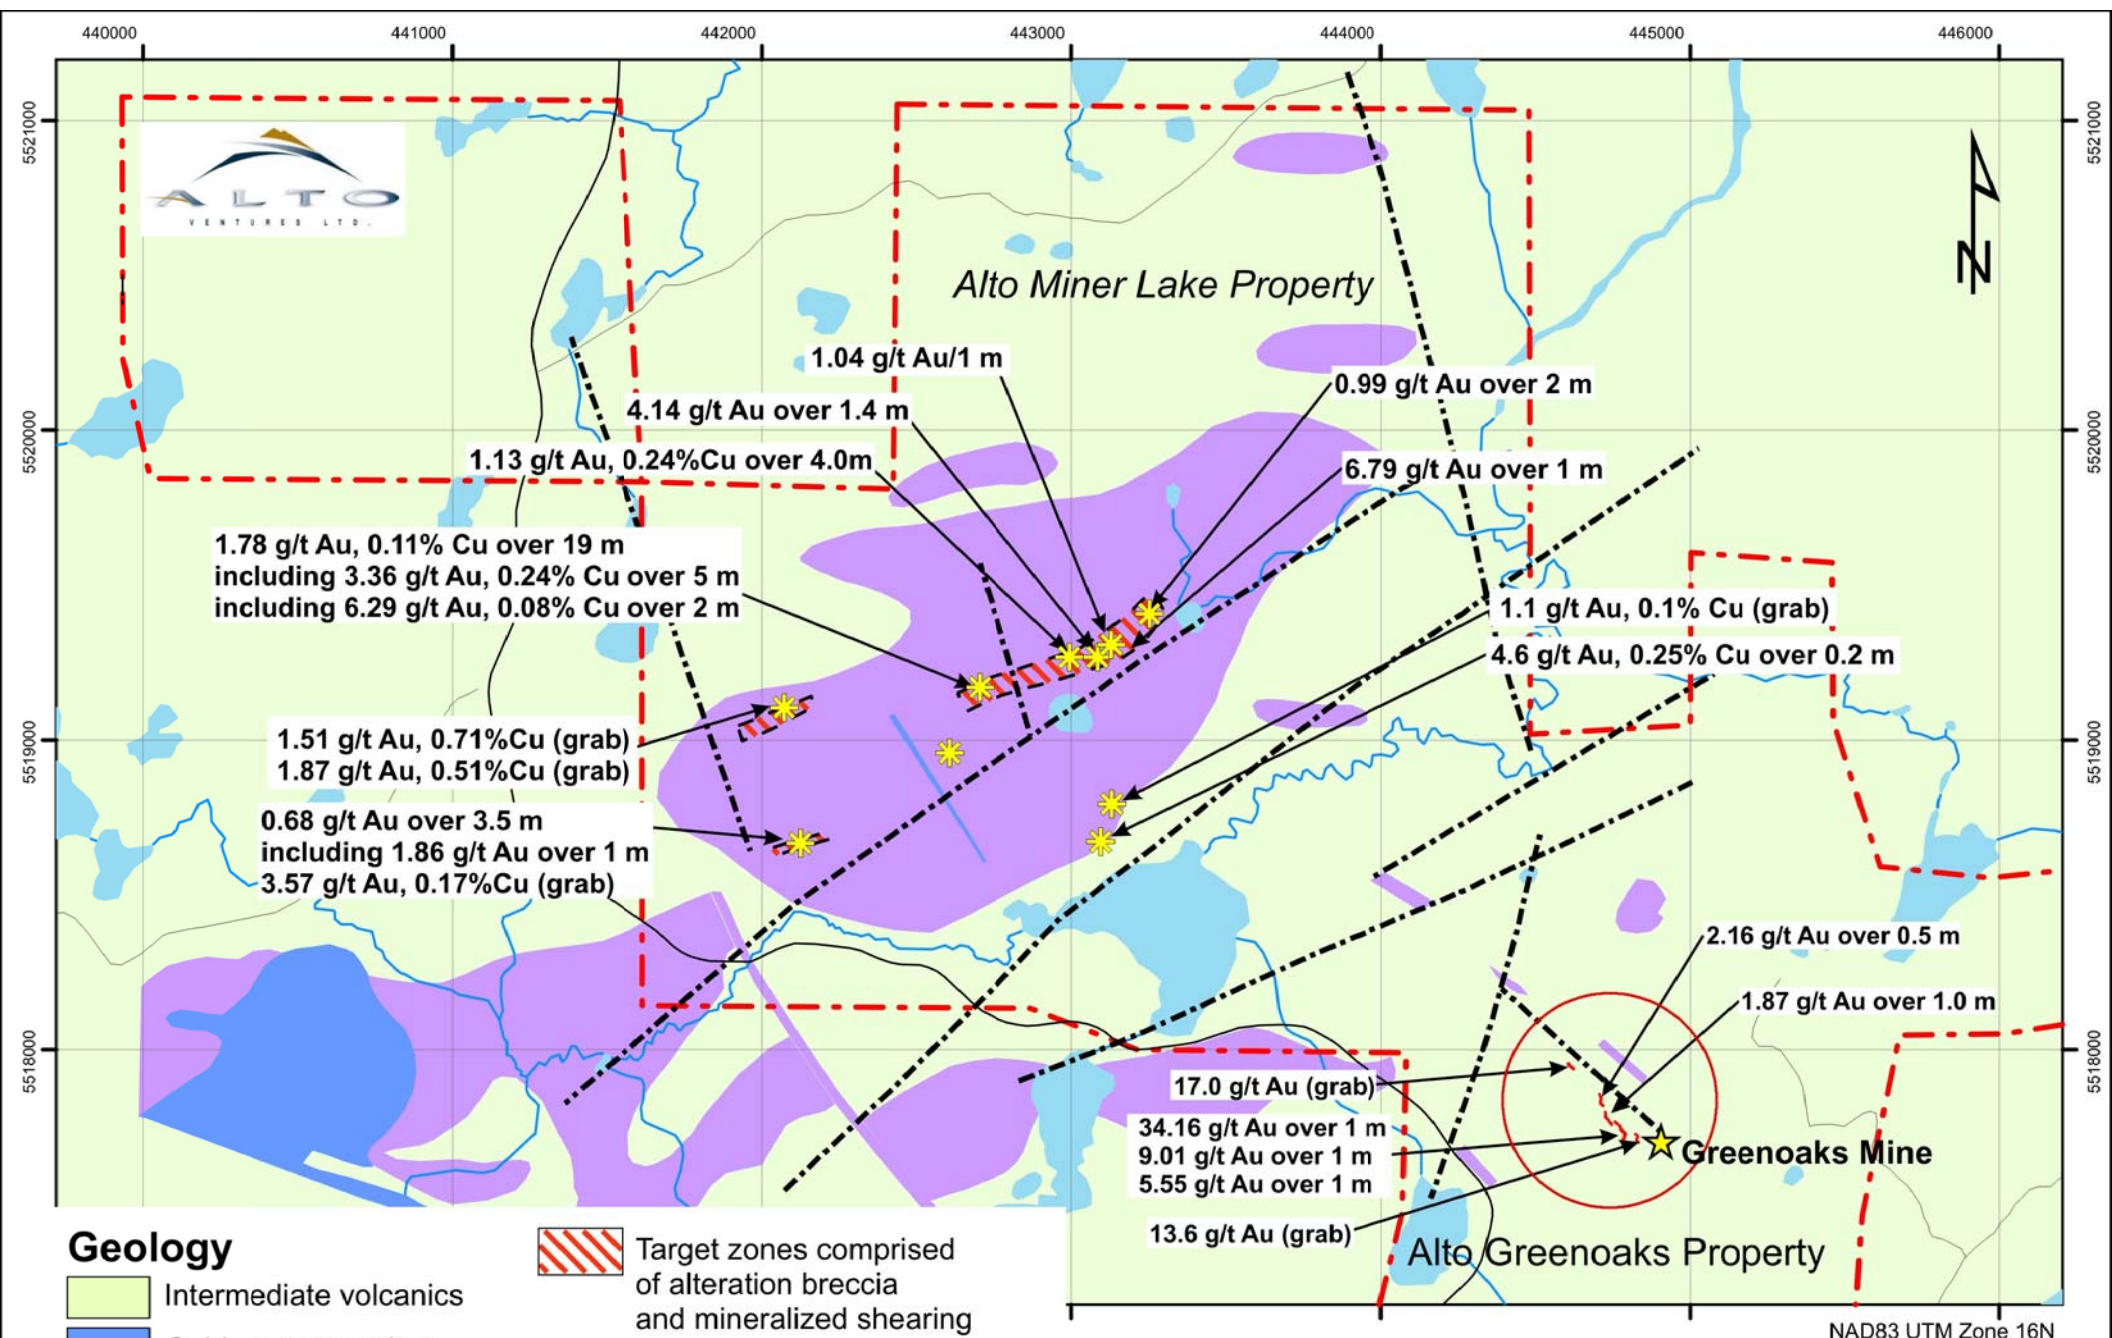 440000 441000 442000 443000 444000 445000 446000
5521000
5521000
ALTO
VENTURES LTD.
N
Alto Miner Lake Property
1.04 g/t Au/1 m
0.99 g/t Au over 2 m
4.14 g/t Au over 1.4 m
5520000
5520000
1.13 g/t Au, 0.24%Cu over 4.0m
6.79 g/t Au over 1 m
1.78 g/t Au, 0.11% Cu over 19 m
including 3.36 g/t Au, 0.24% Cu over 5 m
including 6.29 g/t Au, 0.08% Cu over 2 m
1.1 g/t Au, 0.1% Cu (grab)
4.6 g/t Au, 0.25% Cu over 0.2 m
5519000
5519000
1.51 g/t Au, 0.71%Cu (grab)
1.87 g/t Au, 0.51%Cu (grab)
0.68 g/t Au over 3.5 m
including 1.86 g/t Au over 1 m
3.57 g/t Au, 0.17%Cu (grab)
2.16 g/t Au over 0.5 m
1.87 g/t Au over 1.0 m
5518000
5518000
17.0 g/t Au (grab)
34.16 g/t Au over 1 m
9.01 g/t Au over 1 m
5.55 g/t Au over 1 m
Greenoaks Mine
13.6 g/t Au (grab)
Alto Greenoaks Property
Geology
Intermediate volcanics
Target zones comprised
of alteration breccia
and mineralized shearing
NAD83 UTM Zone 16N